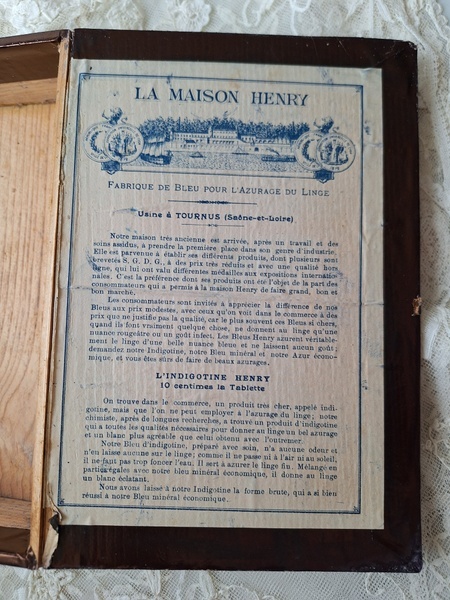 LA MAISON HENRY
FABRIQUE DE BLEU POUR L'AZURAGE DU LINGE
Usine à TOURNUS (Saône-et-Loire)
Notre maison très ancienne est arrivée, après un travail et des
soins assidus, à prendre la première place dans son genre d'industrie.
Elle est parvenue à établir ses différents produits, dont plusieurs sont
brevetés S. G. D. G., à des prix très réduits et avec une qualité hors
ligne, qui lui ont valu différentes médailles aux expositions internatio-
nales. C'est la préférence dont ses produits ont été l'objet de la part des
consommateurs qui a permis à la maison Henry de faire grand, bon et
bon marché.
Les consommateurs sont invités à apprécier la différence de nos
Bleus aux prix modestes, avec ceux qu'on voit dans le commerce à des
prix que ne justifie pas la qualité, car le plus souvent ces Bleus si chers,
quand ils font vraiment quelque chose, ne donnent au linge qu'une
nuance rougeâtre ou un goût infect. Les Bleus Henry azurent véritable-
ment le linge d'une belle nuance bleue et ne laissent aucun goût ;
demandez notre Indigotine, notre Bleu minéral et notre Azur écono-
mique, et vous êtes sûrs de faire de beaux azurages.
L'INDIGOTINE HENRY
10 centimes la Tablette
On trouve dans le commerce, un produit très cher, appelé indi-
gotine, mais que l'on ne peut employer à l'azurage du linge ; notre
chimiste, après de longues recherches, a trouvé un produit d'indigotine
qui a toutes les qualités nécessaires pour donner au linge un bel azurage
et un blanc plus agréable que celui obtenu avec l'outremer.
Notre Bleu d'indigotine, préparé avec soin, n'a aucune odeur et
n'en laisse aucune sur le linge; comme il ne passe ni à l'air ni au soleil,
il ne faut pas trop foncer l'eau. Il sert à azurer le linge fin. Mélangé en
parties égales avec notre bleu minéral économique, il donne au linge
un blanc éclatant.
Nous avons laissé à notre Indigotine la forme brute, qui a si bien
réussi à notre Bleu minéral économique.